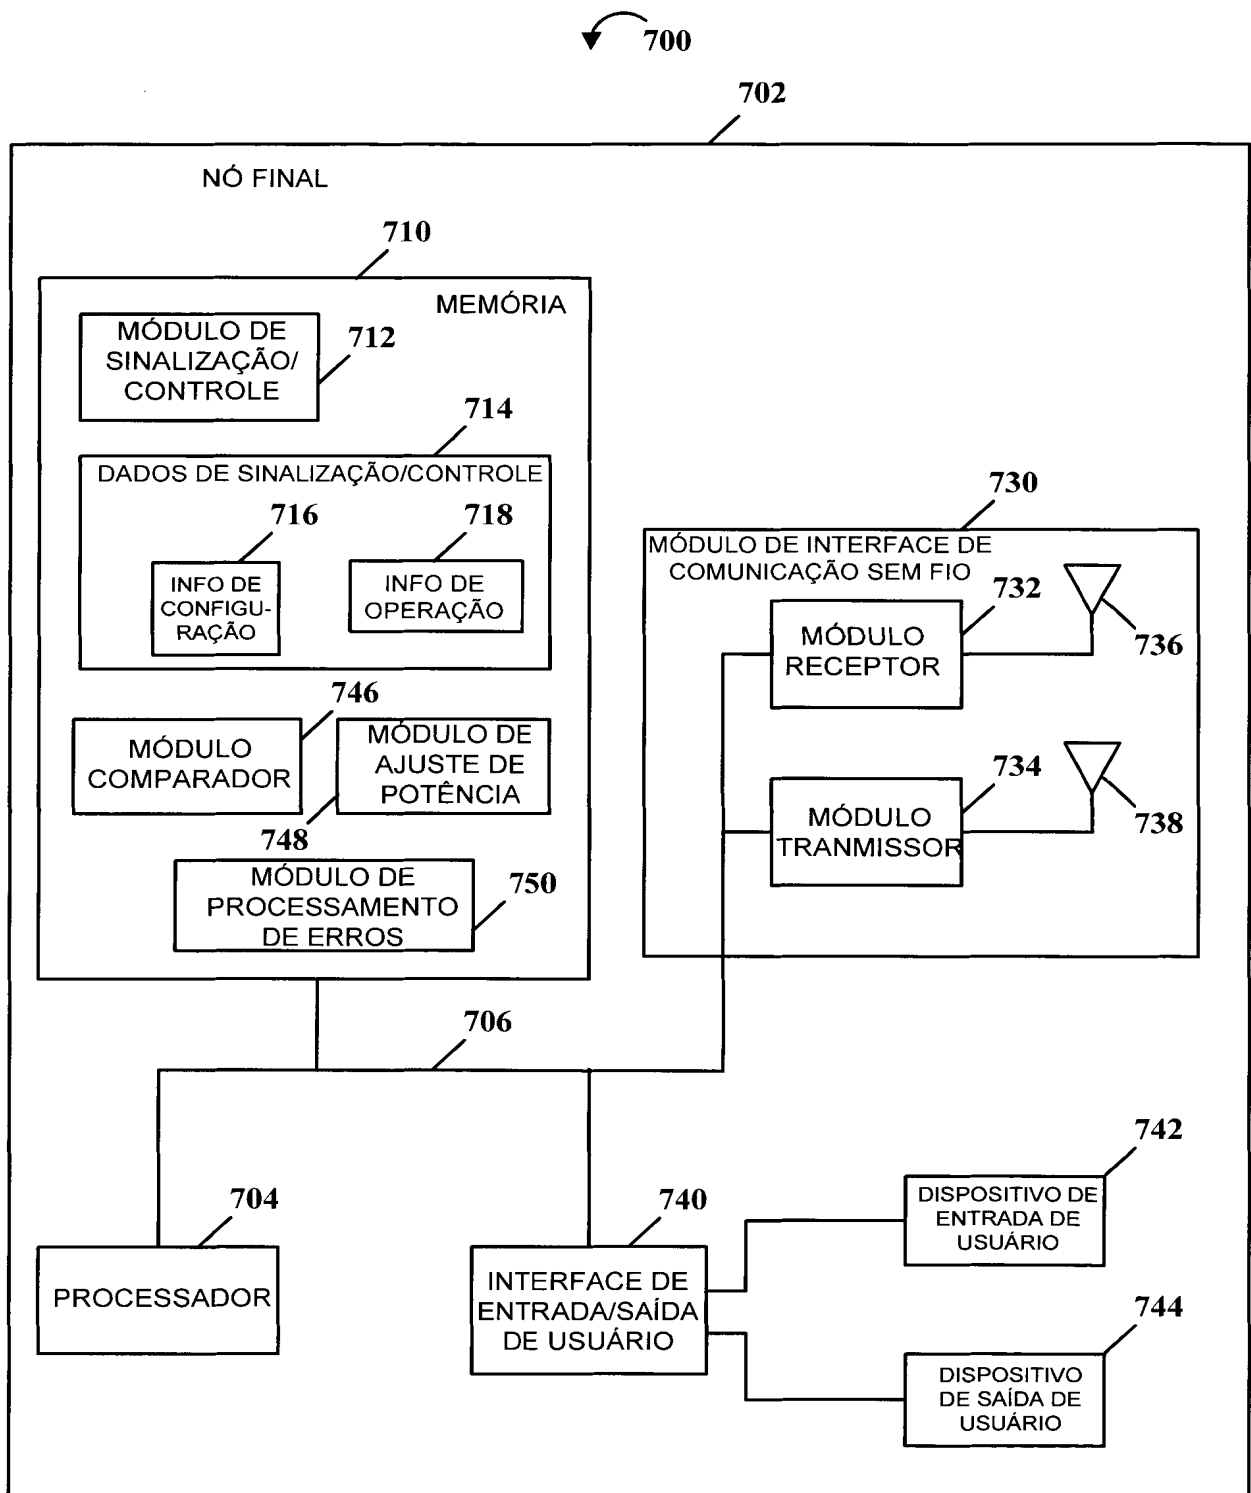 700
702
NÓ FINAL
710
MEMÓRIA
MÓDULO DE
SINALIZAÇÃO/
CONTROLE
712
714
DADOS DE SINALIZAÇÃO/CONTROLE
716
718
INFO DE
CONFIGU-
RAÇÃO
INFO DE
OPERAÇÃO
746
MÓDULO
COMPARADOR
MÓDULO DE
AJUSTE DE
POTÊNCIA
748
MÓDULO DE
PROCESSAMENTO
DE ERROS
750
730
MÓDULO DE INTERFACE DE
COMUNICAÇÃO SEM FIO
732
MÓDULO
RECEPTOR
736
734
MÓDULO
TRANMISSOR
738
706
704
PROCESSADOR
740
INTERFACE DE
ENTRADA/SAÍDA
DE USUÁRIO
742
DISPOSITIVO DE
ENTRADA DE
USUÁRIO
744
DISPOSITIVO
DE SAÍDA DE
USUÁRIO